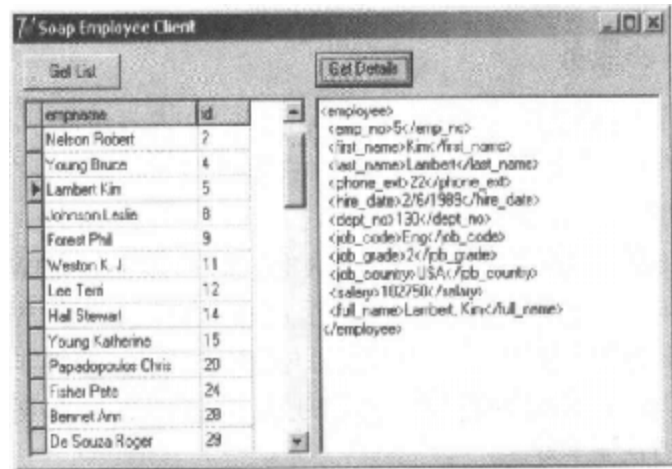 Soap Employee Client
Get List
Get Details
empname id
Nelson Robert 2
Young Bruce 4
Lambert Kim 5
Johnson Leslie 8
Forest Phil 9
Weston K. J. 11
Lee Terri 12
Hall Stewart 14
Young Katherine 15
Papadopoulos Chris 20
Fisher Pete 24
Bennet Ann 28
De Souza Roger 29
<employee>
<emp_no>5</emp_no>
<first_name>Kim</first_name>
<last_name>Lambert</last_name>
<phone_ext>22</phone_ext>
<hire_date>2/6/1989</hire_date>
<dept_no>130</dept_no>
<job_code>Eng</job_code>
<job_grade>2</job_grade>
<job_country>USA</job_country>
<salary>102750</salary>
<full_name>Lambert, Kim</full_name>
</employee>